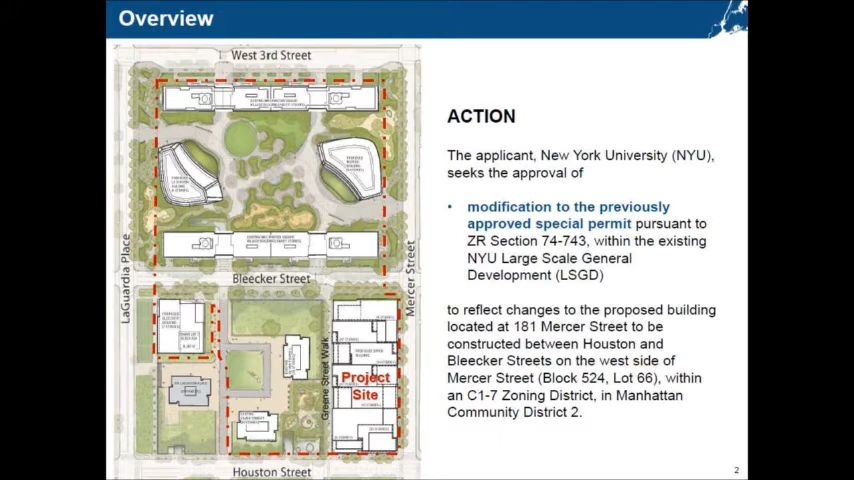 Overview
West 3rd Street
LaGuardia Place
Mercer Street
Bleecker Street
Greene Street Walk
Project
Site
Houston Street
ACTION
The applicant, New York University (NYU),
seeks the approval of
• modification to the previously
approved special permit pursuant to
ZR Section 74-743, within the existing
NYU Large Scale General
Development (LSGD)
to reflect changes to the proposed building
located at 181 Mercer Street to be
constructed between Houston and
Bleecker Streets on the west side of
Mercer Street (Block 524, Lot 66), within
an C1-7 Zoning District, in Manhattan
Community District 2.
2